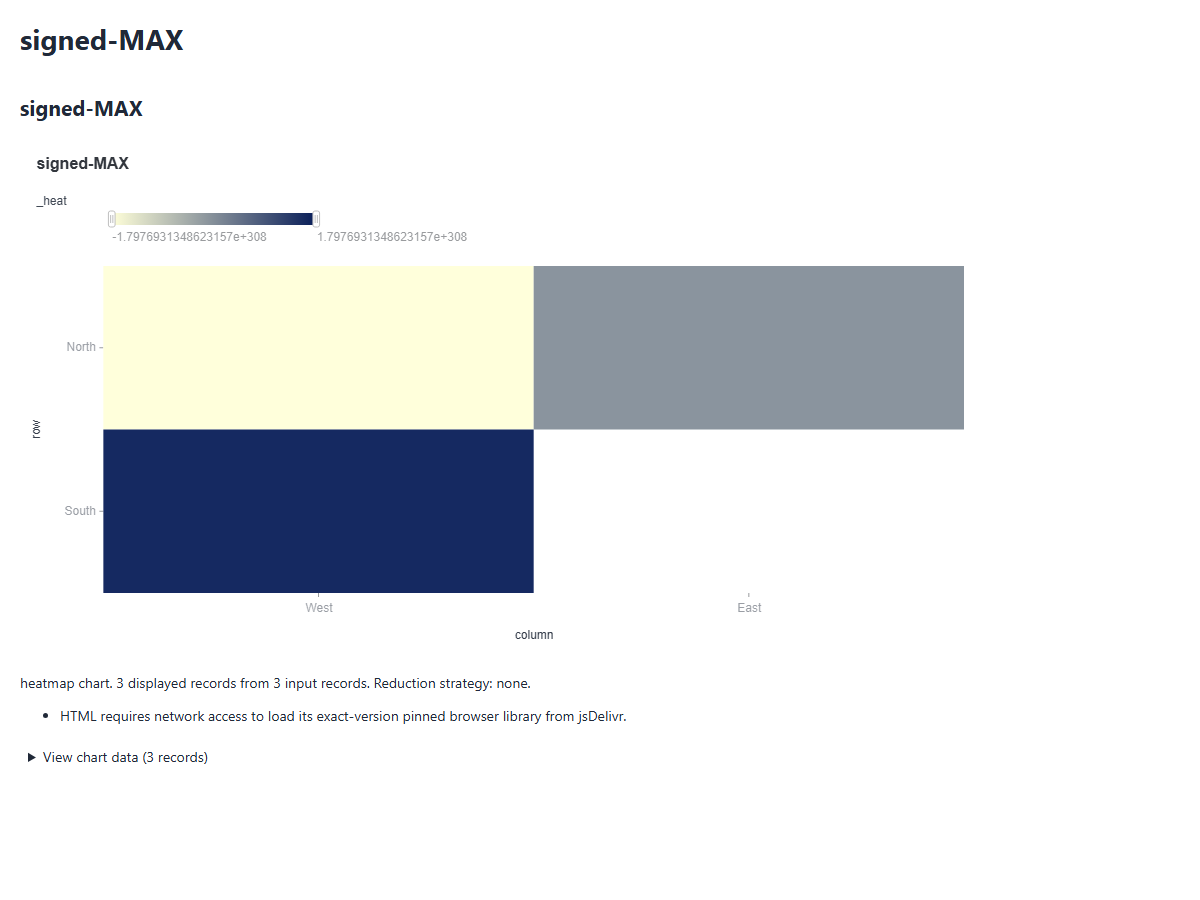 signed-MAX
signed-MAX
signed-MAX
_heat
-1.7976931348623157e+308 1.7976931348623157e+308
North
row
South
West East
column
heatmap chart. 3 displayed records from 3 input records. Reduction strategy: none.
• HTML requires network access to load its exact-version pinned browser library from jsDelivr.
▶ View chart data (3 records)